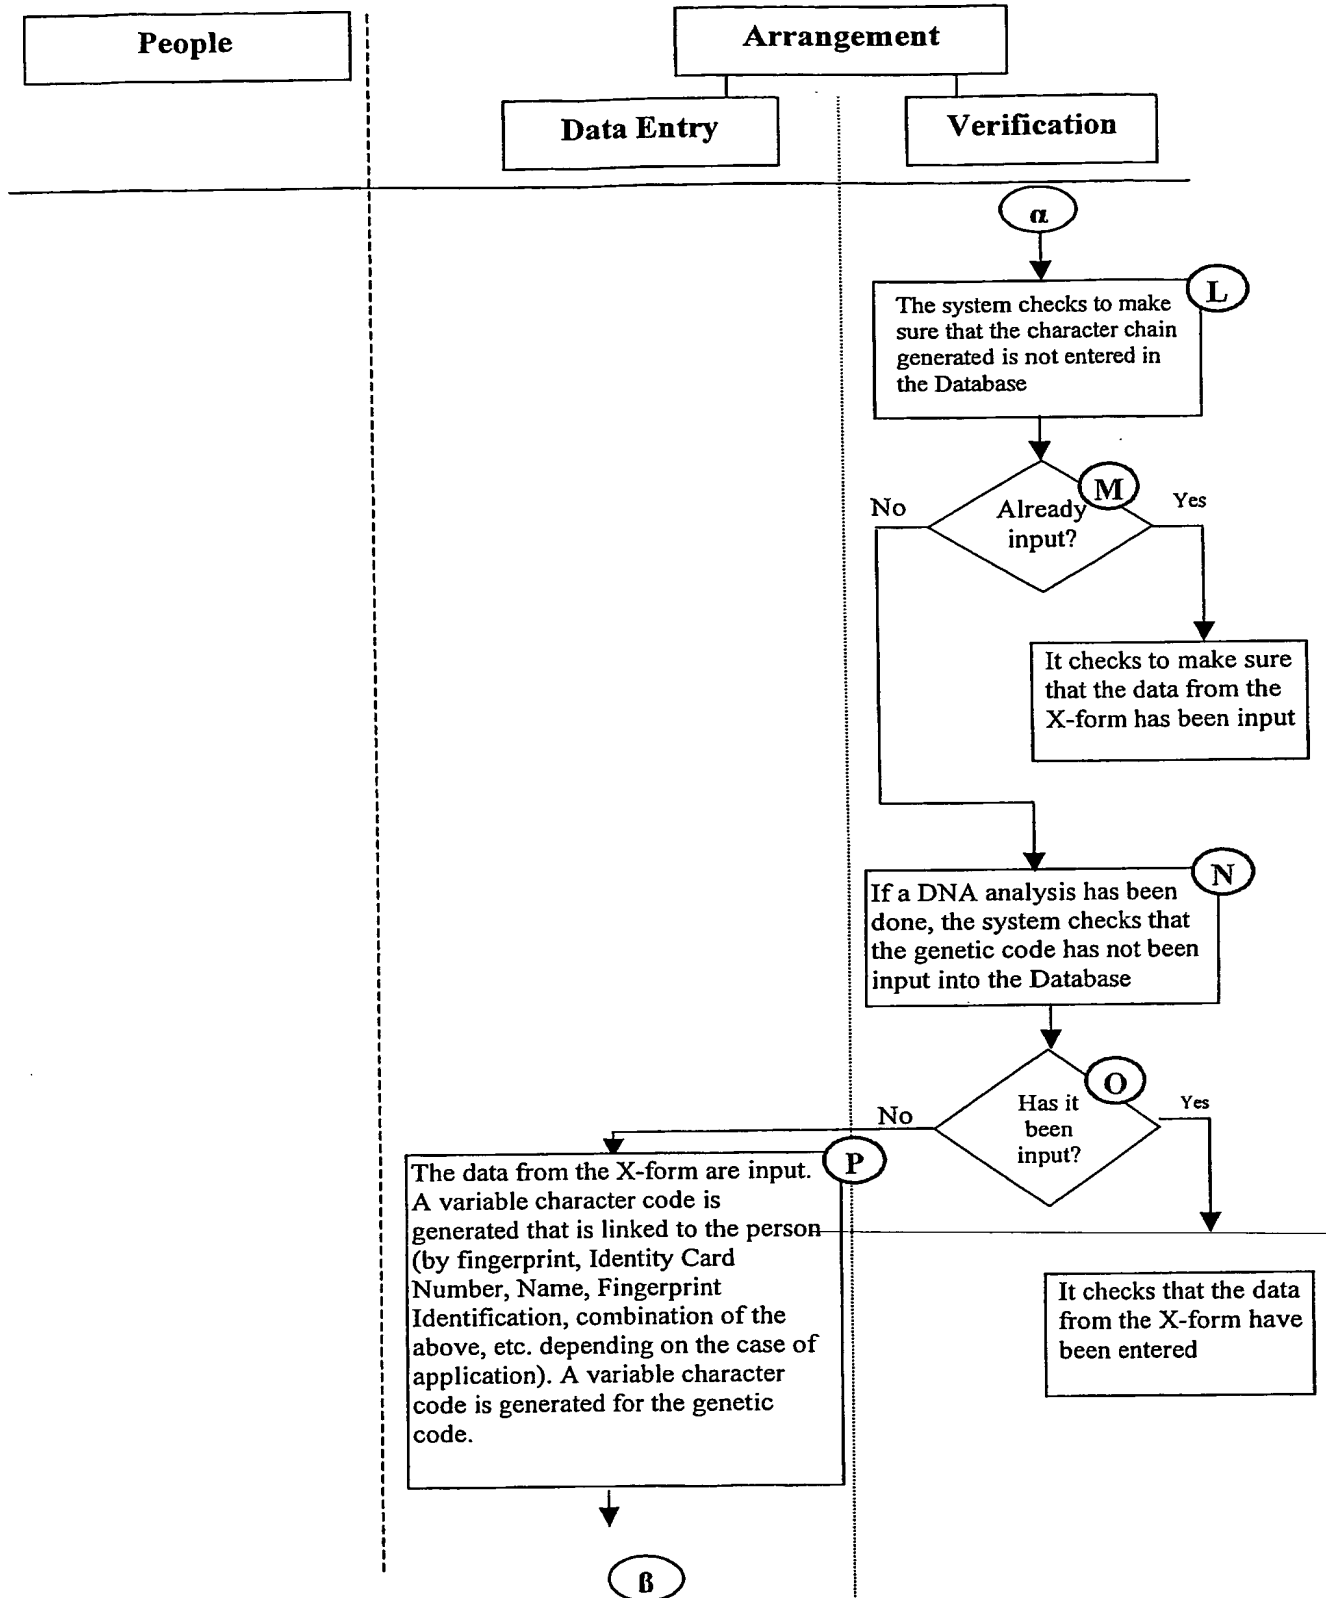 People
Arrangement
Data Entry
Verification
α
L
The system checks to make
sure that the character chain
generated is not entered in
the Database
M
No
Already
input?
Yes
It checks to make sure
that the data from the
X-form has been input
N
If a DNA analysis has been
done, the system checks that
the genetic code has not been
input into the Database
O
No
Has it
been
input?
Yes
P
The data from the X-form are input.
A variable character code is
generated that is linked to the person
(by fingerprint, Identity Card
Number, Name, Fingerprint
Identification, combination of the
above, etc. depending on the case of
application). A variable character
code is generated for the genetic
code.
It checks that the data
from the X-form have
been entered
ß